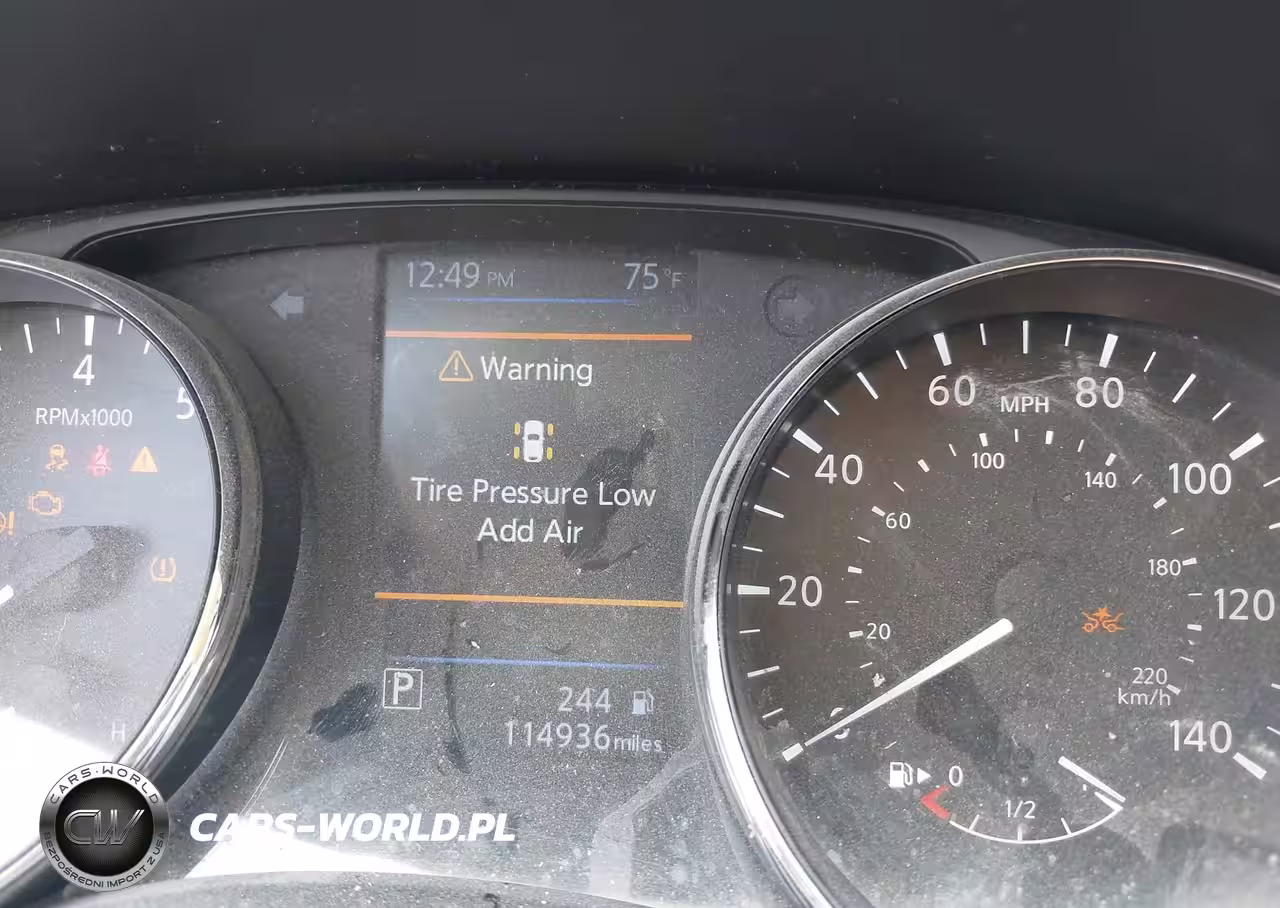 12:49 PM 75°F
Warning
Tire Pressure Low
Add Air
P
244
114936 miles
4
5
RPMx1000
H
60
80
MPH
40
100
100
140
60
20
180
120
20
220
km/h
140
0
1/2
CARS-WORLD
CW
BEZPOŚREDNI IMPORT Z USA
CARS-WORLD.PL